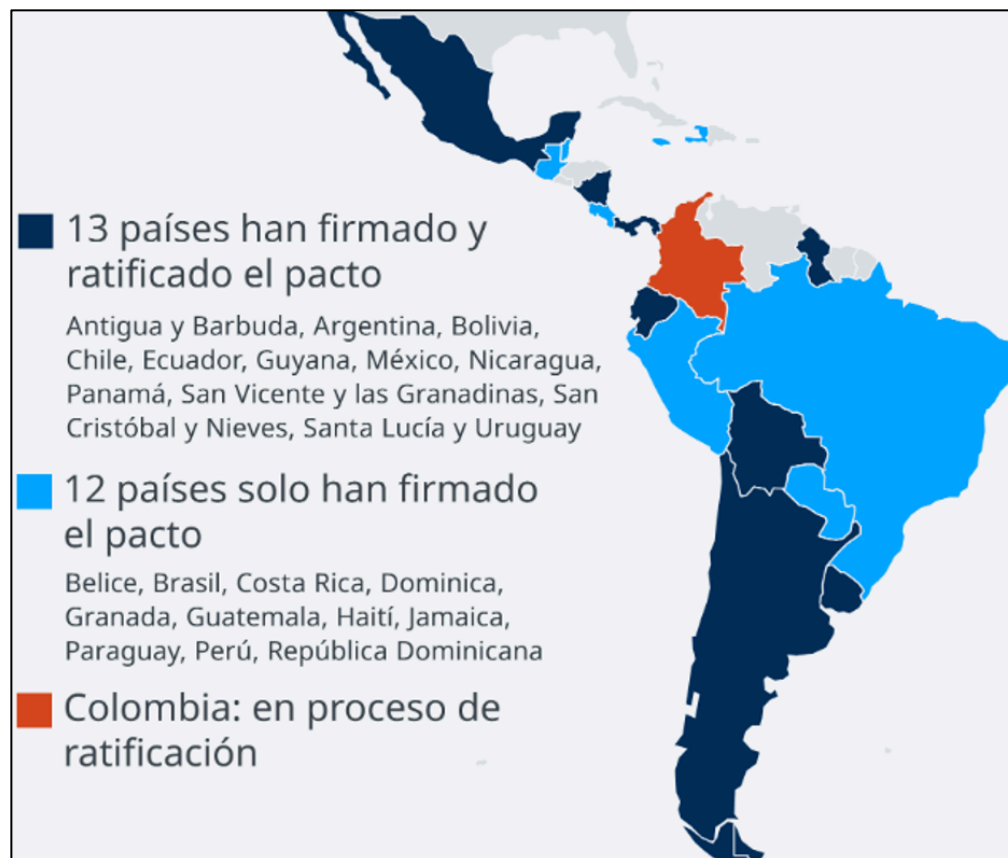 13 países han firmado y
ratificado el pacto
Antigua y Barbuda, Argentina, Bolivia,
Chile, Ecuador, Guyana, México, Nicaragua,
Panamá, San Vicente y las Granadinas, San
Cristóbal y Nieves, Santa Lucía y Uruguay
12 países solo han firmado
el pacto
Belice, Brasil, Costa Rica, Dominica,
Granada, Guatemala, Haití, Jamaica,
Paraguay, Perú, República Dominicana
Colombia: en proceso de
ratificación